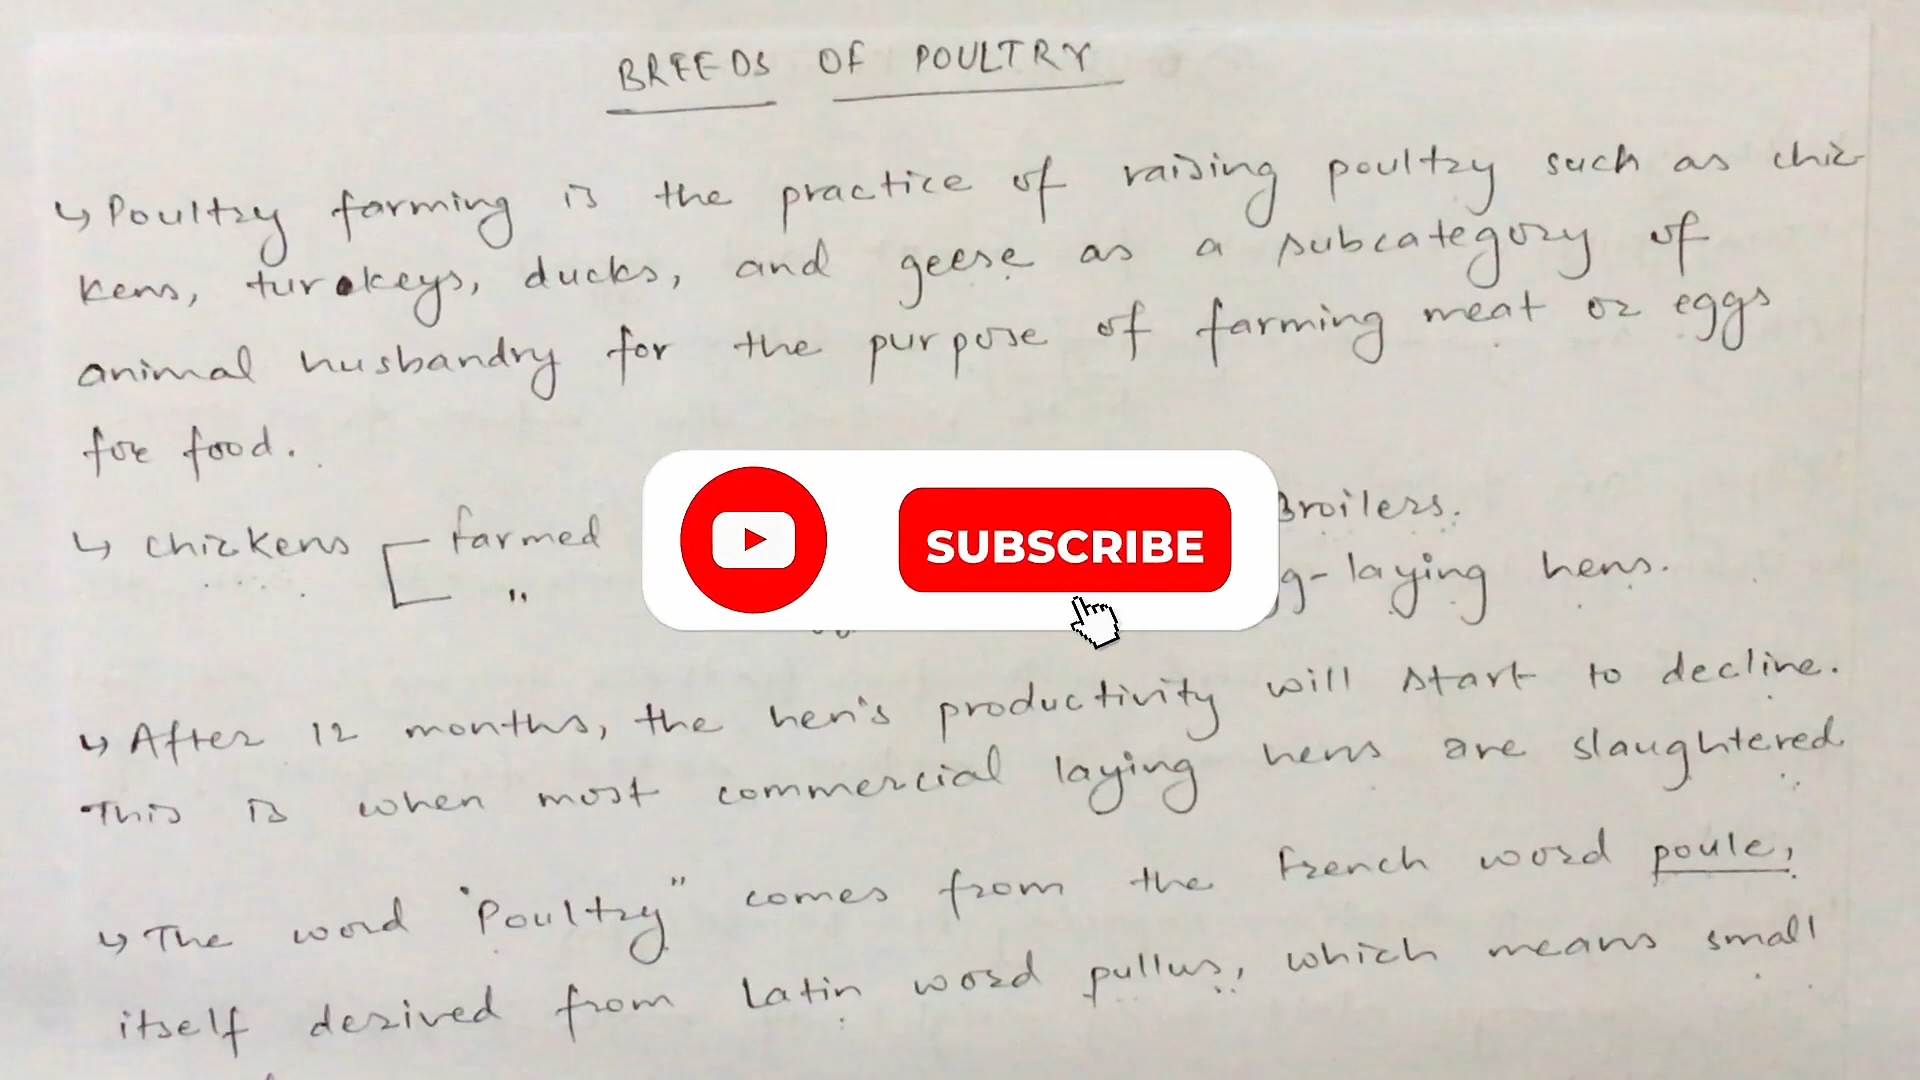 BREEDS OF POULTRY
↳ Poultry farming is the practice of raising poultry such as chic
kens, turkeys, ducks, and geese as a subcategory of
animal husbandry for the purpose of farming meat or eggs
for food.
↳ chickens farmed Broilers.
" g-laying hens.
SUBSCRIBE
↳ After 12 months, the hen's productivity will start to decline.
This is when most commercial laying hens are slaughtered
↳ The word "Poultry" comes from the French word poule,
itself derived from Latin word pullus, which means small